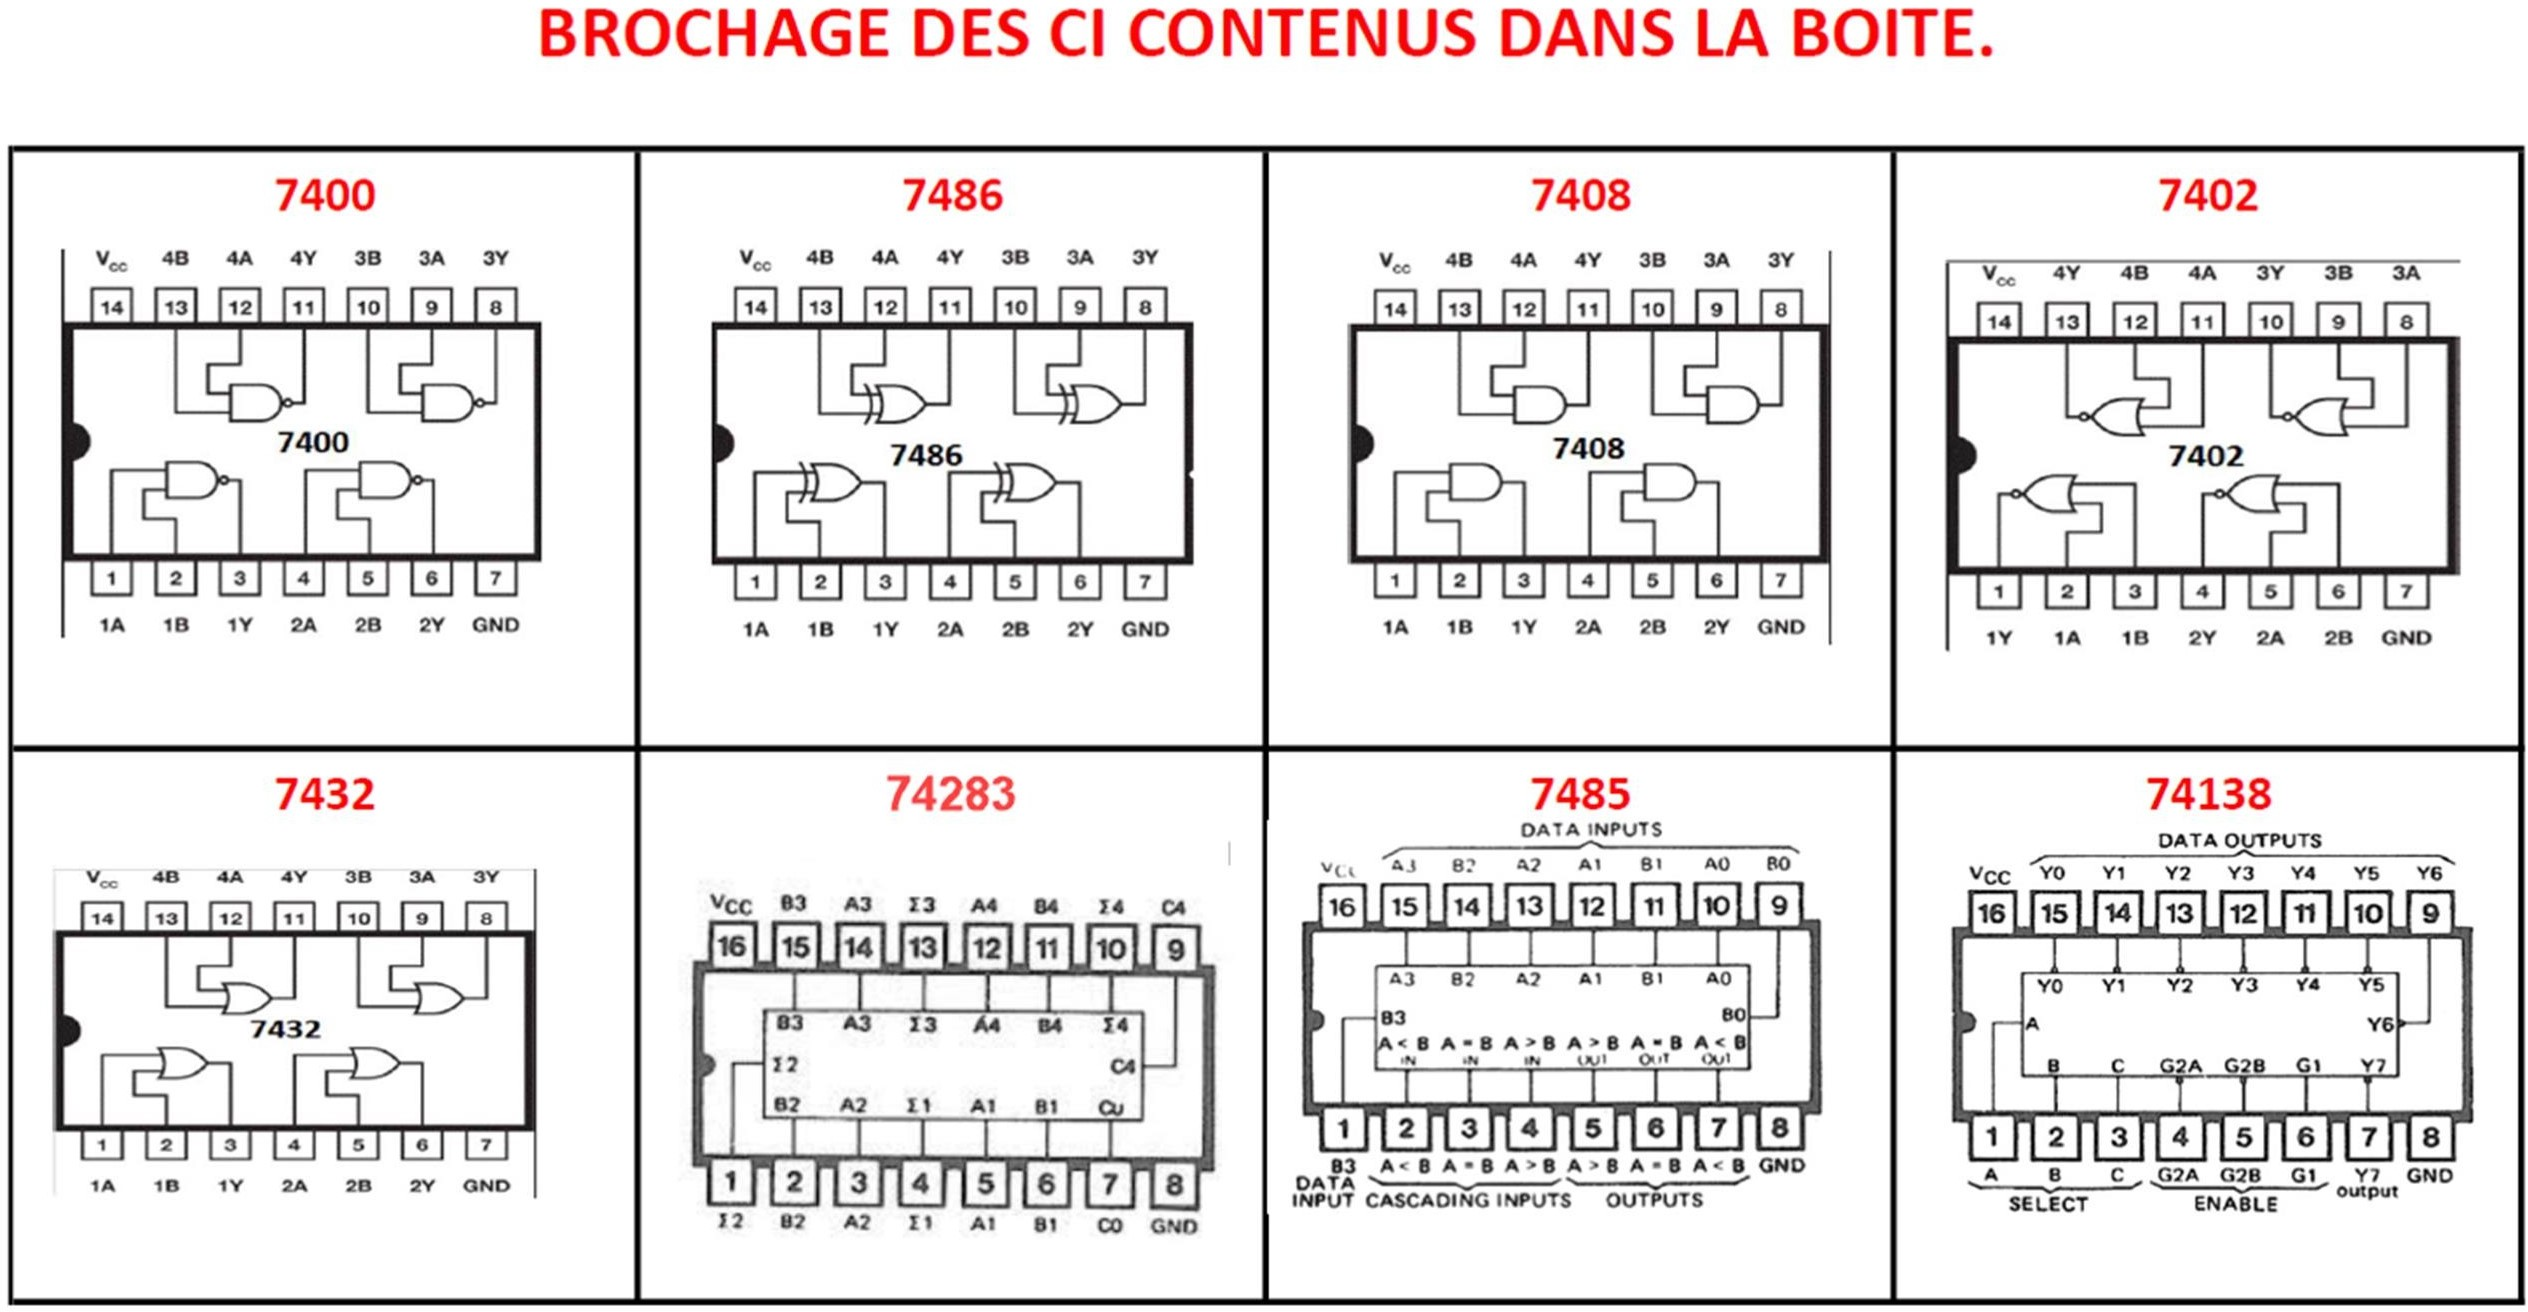 BROCHAGE DES CI CONTENUS DANS LA BOITE.
7400
7486
7408
7402
Vcc 4B 4A 4Y 3B 3A 3Y
14 13 12 11 10 9 8
7400
1 2 3 4 5 6 7
1A 1B 1Y 2A 2B 2Y GND
Vcc 4B 4A 4Y 3B 3A 3Y
14 13 12 11 10 9 8
7486
1 2 3 4 5 6 7
1A 1B 1Y 2A 2B 2Y GND
Vcc 4B 4A 4Y 3B 3A 3Y
14 13 12 11 10 9 8
7408
1 2 3 4 5 6 7
1A 1B 1Y 2A 2B 2Y GND
Vcc 4Y 4B 4A 3Y 3B 3A
14 13 12 11 10 9 8
7402
1 2 3 4 5 6 7
1Y 1A 1B 2Y 2A 2B GND
7432
74283
7485
74138
Vcc 4B 4A 4Y 3B 3A 3Y
14 13 12 11 10 9 8
7432
1 2 3 4 5 6 7
1A 1B 1Y 2A 2B 2Y GND
VCC B3 A3 Σ3 A4 B4 Σ4 C4
16 15 14 13 12 11 10 9
B3 A3 Σ3 A4 B4 Σ4
Σ2 C4
B2 A2 Σ1 A1 B1 C0
1 2 3 4 5 6 7 8
Σ2 B2 A2 Σ1 A1 B1 C0 GND
DATA INPUTS
VCC A3 B2 A2 A1 B1 A0 B0
16 15 14 13 12 11 10 9
A3 B2 A2 A1 B1 A0
B3 B0
A < B A = B A > B A > B A = B A < B
IN IN IN OUT OUT OUT
1 2 3 4 5 6 7 8
B3 A < B A = B A > B A > B A = B A < B GND
DATA
INPUT CASCADING INPUTS OUTPUTS
DATA OUTPUTS
VCC Y0 Y1 Y2 Y3 Y4 Y5 Y6
16 15 14 13 12 11 10 9
Y0 Y1 Y2 Y3 Y4 Y5
A Y6
B C G2A G2B G1 Y7
1 2 3 4 5 6 7 8
A B C G2A G2B G1 Y7 GND
output
SELECT ENABLE